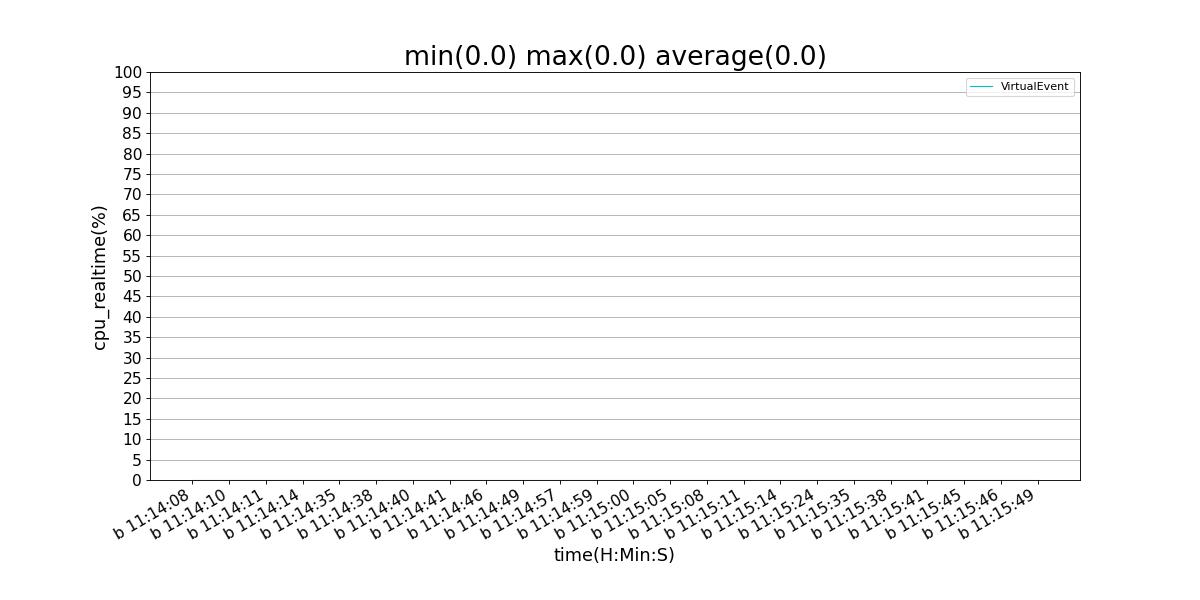 min(0.0) max(0.0) average(0.0)
VirtualEvent
100
95
90
85
80
75
70
65
60
55
50
45
40
35
30
25
20
15
10
5
0
cpu_realtime(%)
b 11:14:08
b 11:14:10
b 11:14:11
b 11:14:14
b 11:14:35
b 11:14:38
b 11:14:40
b 11:14:41
b 11:14:46
b 11:14:49
b 11:14:57
b 11:14:59
b 11:15:00
b 11:15:05
b 11:15:08
b 11:15:11
b 11:15:14
b 11:15:24
b 11:15:35
b 11:15:38
b 11:15:41
b 11:15:45
b 11:15:46
b 11:15:49
time(H:Min:S)